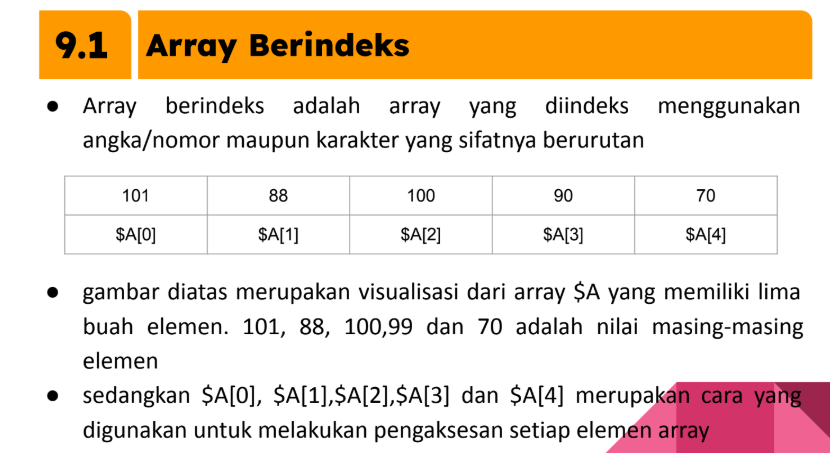 9.1 Array Berindeks
● Array berindeks adalah array yang diindeks menggunakan
angka/nomor maupun karakter yang sifatnya berurutan
101 88 100 90 70
$A[0] $A[1] $A[2] $A[3] $A[4]
● gambar diatas merupakan visualisasi dari array $A yang memiliki lima
buah elemen. 101, 88, 100,99 dan 70 adalah nilai masing-masing
elemen
● sedangkan $A[0], $A[1],$A[2],$A[3] dan $A[4] merupakan cara yang
digunakan untuk melakukan pengaksesan setiap elemen array